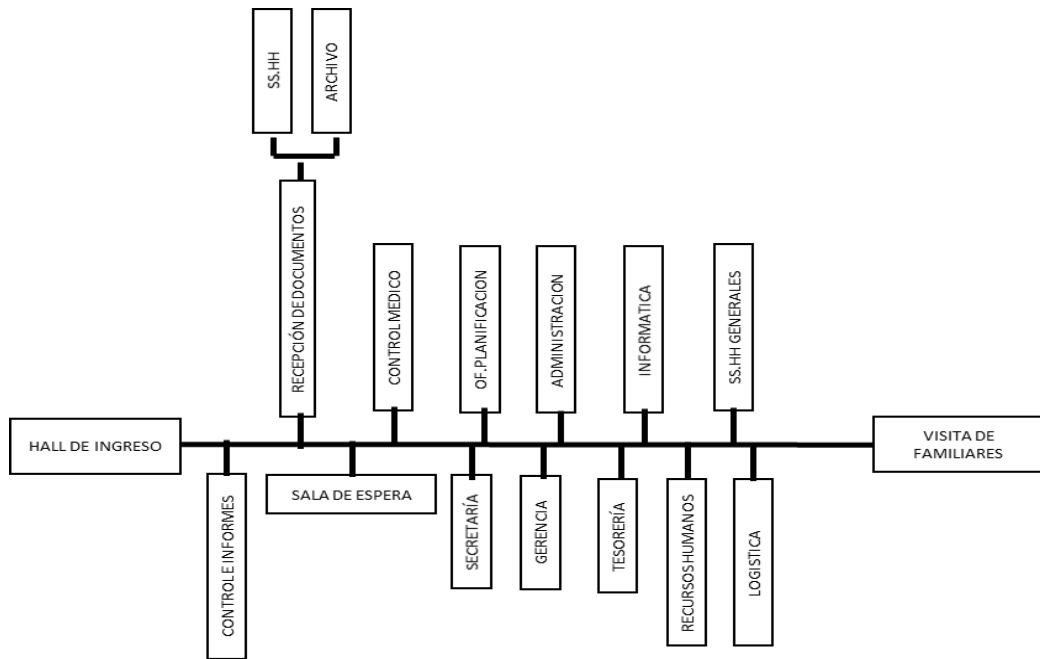 SS.HH
ARCHIVO
RECEPCIÓN DE DOCUMENTOS
CONTROL MEDICO
OF.PLANIFICACION
ADMINISTRACION
INFORMATICA
SS.HH GENERALES
HALL DE INGRESO
VISITA DE
FAMILIARES
CONTROL E INFORMES
SALA DE ESPERA
SECRETARÍA
GERENCIA
TESORERÍA
RECURSOS HUMANOS
LOGISTICA